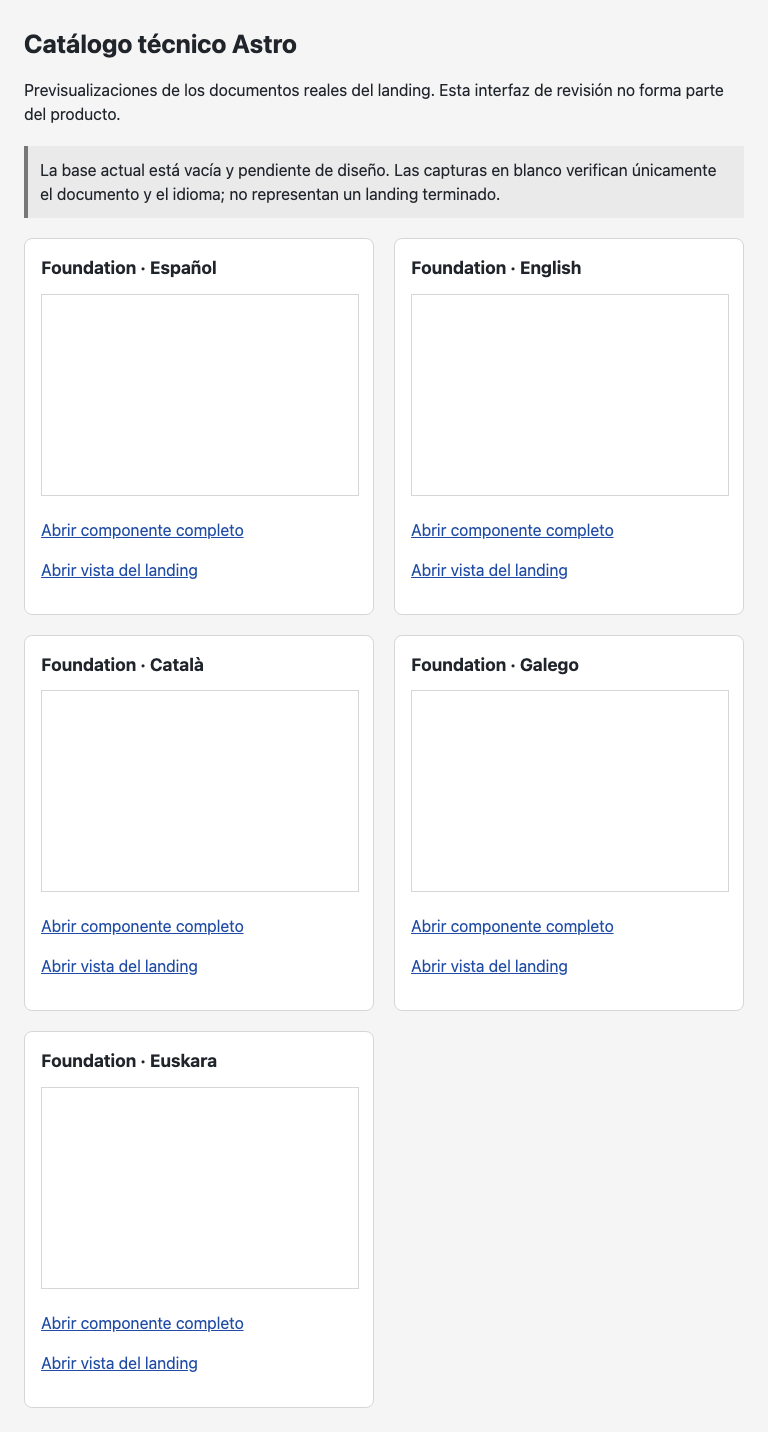 Catálogo técnico Astro
Previsualizaciones de los documentos reales del landing. Esta interfaz de revisión no forma parte
del producto.
La base actual está vacía y pendiente de diseño. Las capturas en blanco verifican únicamente
el documento y el idioma; no representan un landing terminado.
Foundation · Español
Abrir componente completo
Abrir vista del landing
Foundation · English
Abrir componente completo
Abrir vista del landing
Foundation · Català
Abrir componente completo
Abrir vista del landing
Foundation · Galego
Abrir componente completo
Abrir vista del landing
Foundation · Euskara
Abrir componente completo
Abrir vista del landing